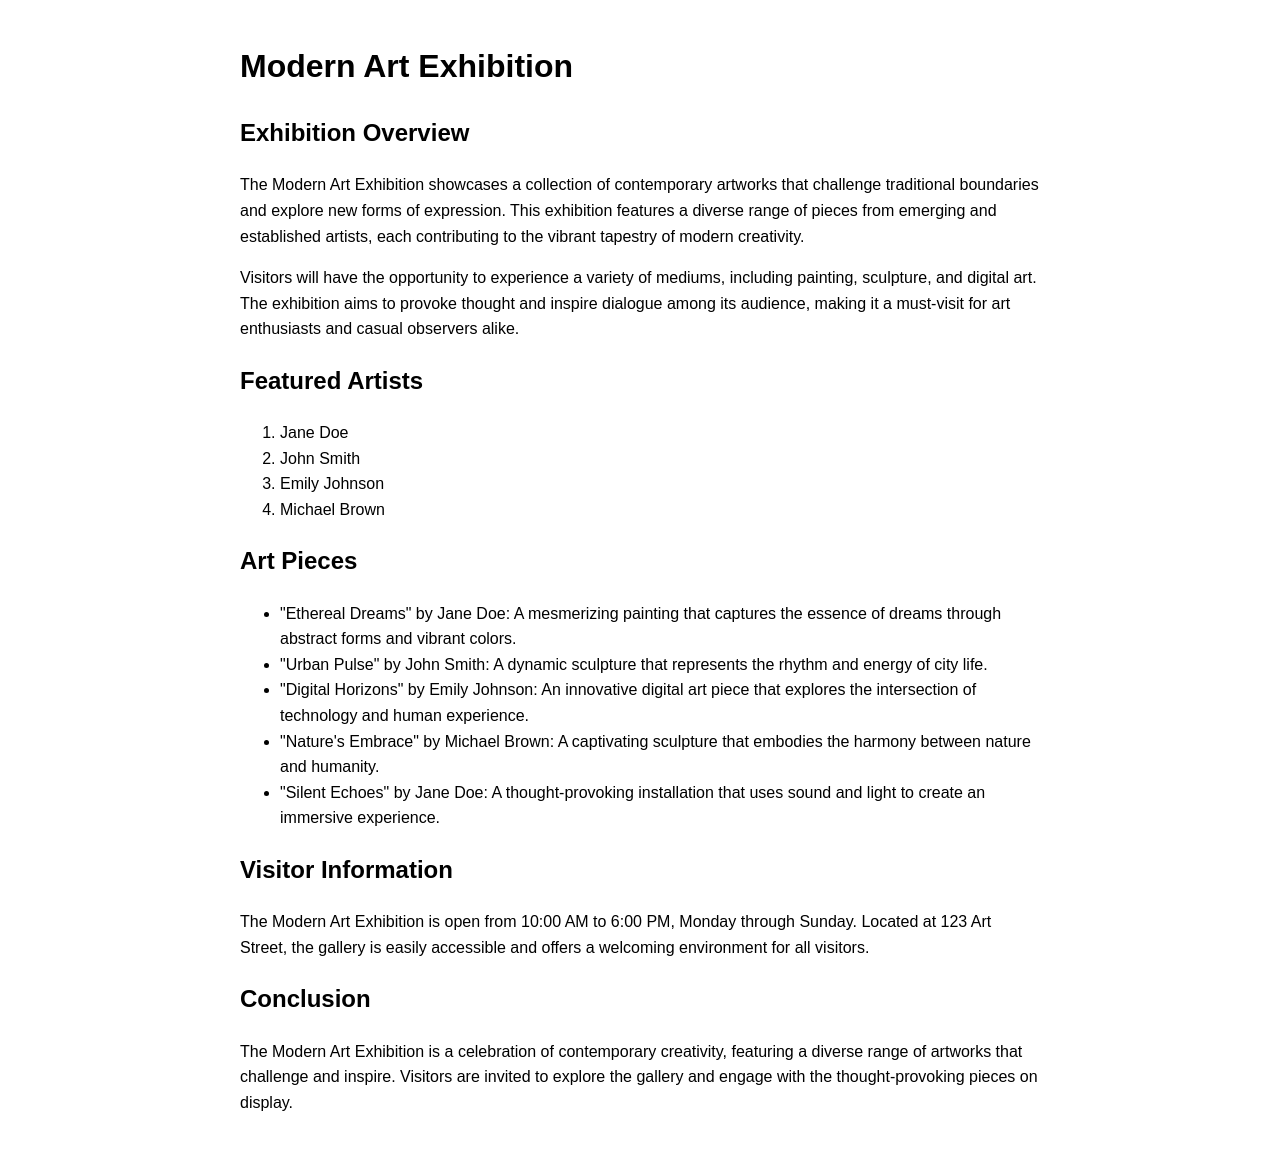 Modern Art Exhibition
Exhibition Overview
The Modern Art Exhibition showcases a collection of contemporary artworks that challenge traditional boundaries
and explore new forms of expression. This exhibition features a diverse range of pieces from emerging and
established artists, each contributing to the vibrant tapestry of modern creativity.
Visitors will have the opportunity to experience a variety of mediums, including painting, sculpture, and digital art.
The exhibition aims to provoke thought and inspire dialogue among its audience, making it a must-visit for art
enthusiasts and casual observers alike.
Featured Artists
1. Jane Doe
2. John Smith
3. Emily Johnson
4. Michael Brown
Art Pieces
• "Ethereal Dreams" by Jane Doe: A mesmerizing painting that captures the essence of dreams through
abstract forms and vibrant colors.
• "Urban Pulse" by John Smith: A dynamic sculpture that represents the rhythm and energy of city life.
• "Digital Horizons" by Emily Johnson: An innovative digital art piece that explores the intersection of
technology and human experience.
• "Nature's Embrace" by Michael Brown: A captivating sculpture that embodies the harmony between nature
and humanity.
• "Silent Echoes" by Jane Doe: A thought-provoking installation that uses sound and light to create an
immersive experience.
Visitor Information
The Modern Art Exhibition is open from 10:00 AM to 6:00 PM, Monday through Sunday. Located at 123 Art
Street, the gallery is easily accessible and offers a welcoming environment for all visitors.
Conclusion
The Modern Art Exhibition is a celebration of contemporary creativity, featuring a diverse range of artworks that
challenge and inspire. Visitors are invited to explore the gallery and engage with the thought-provoking pieces on
display.